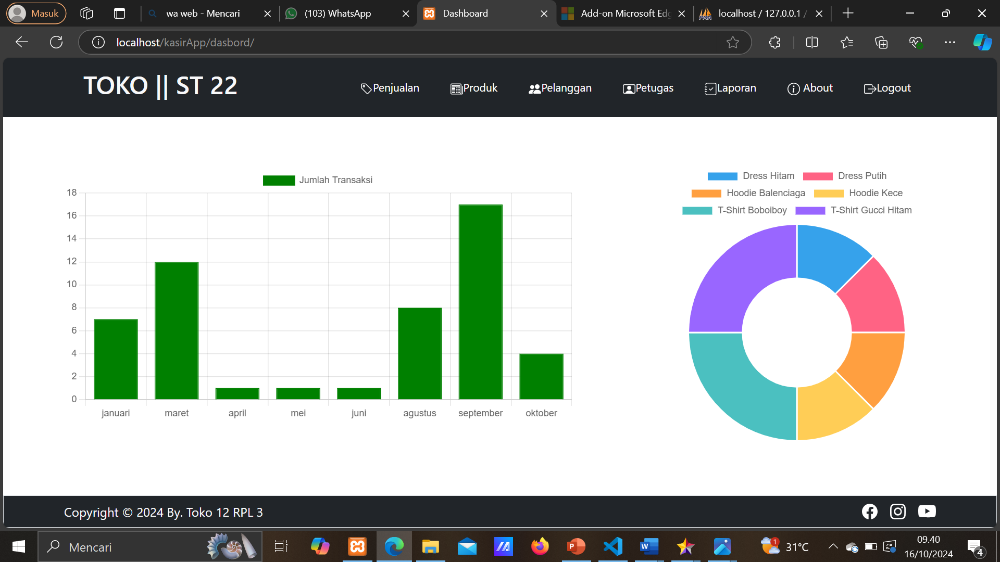 Masuk
wa web - Mencari
(103) WhatsApp
Dashboard
Add-on Microsoft Edg
localhost / 127.0.0.1 /
localhost/kasirApp/dasbord/
TOKO || ST 22
Penjualan
Produk
Pelanggan
Petugas
Laporan
About
Logout
Jumlah Transaksi
18
16
14
12
10
8
6
4
2
0
januari
maret
april
mei
juni
agustus
september
oktober
Dress Hitam
Dress Putih
Hoodie Balenciaga
Hoodie Kece
T-Shirt Boboiboy
T-Shirt Gucci Hitam
Copyright © 2024 By. Toko 12 RPL 3
Mencari
1
31°C
09.40
16/10/2024
4